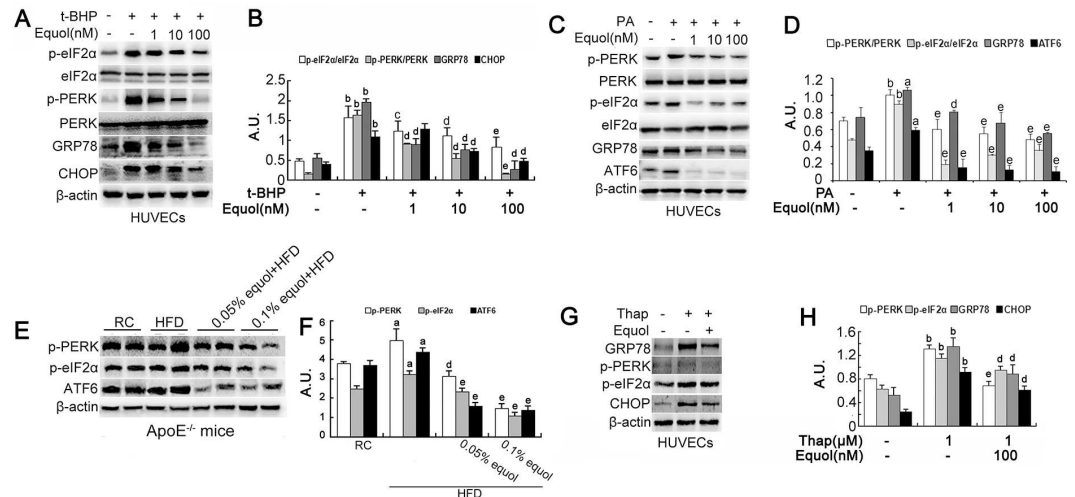 A
t-BHP - + + + +
Equol(nM) - - 1 10 100
p-eIF2α
eIF2α
p-PERK
PERK
GRP78
CHOP
β-actin
HUVECs
B
p-eIF2α/eIF2α p-PERK/PERK GRP78 CHOP
A.U.
2.5
2
1.5
1
0.5
0
b b b b
c d d
d d d d
e e d d
t-BHP
- + + + +
Equol(nM) - - 1 10 100
C
PA - + + + +
Equol(nM) - - 1 10 100
p-PERK
PERK
p-eIF2α
eIF2α
GRP78
ATF6
β-actin
HUVECs
D
p-PERK/PERK p-eIF2α/eIF2α GRP78 ATF6
A.U.
1.2
1.0
0.8
0.6
0.4
0.2
0
b b a a
e e d e
e e e e
e e e e
PA - + + + +
Equol(nM) - - 1 10 100
E
RC HFD 0.05% equol+HFD 0.1% equol+HFD
p-PERK
p-eIF2α
ATF6
β-actin
ApoE-/- mice
F
p-PERK p-eIF2α ATF6
A.U.
6
5
4
3
2
1
0
a a a
d e e
e e e
RC 0.05% equol 0.1% equol
HFD
G
Thap - + +
Equol - - +
GRP78
p-PERK
p-eIF2α
CHOP
β-actin
HUVECs
H
p-PERK p-eIF2α GRP78 CHOP
A.U.
1.8
1.2
0.6
0
b b b a
e d d d
Thap(μM) - 1 1
Equol(nM) - - 100